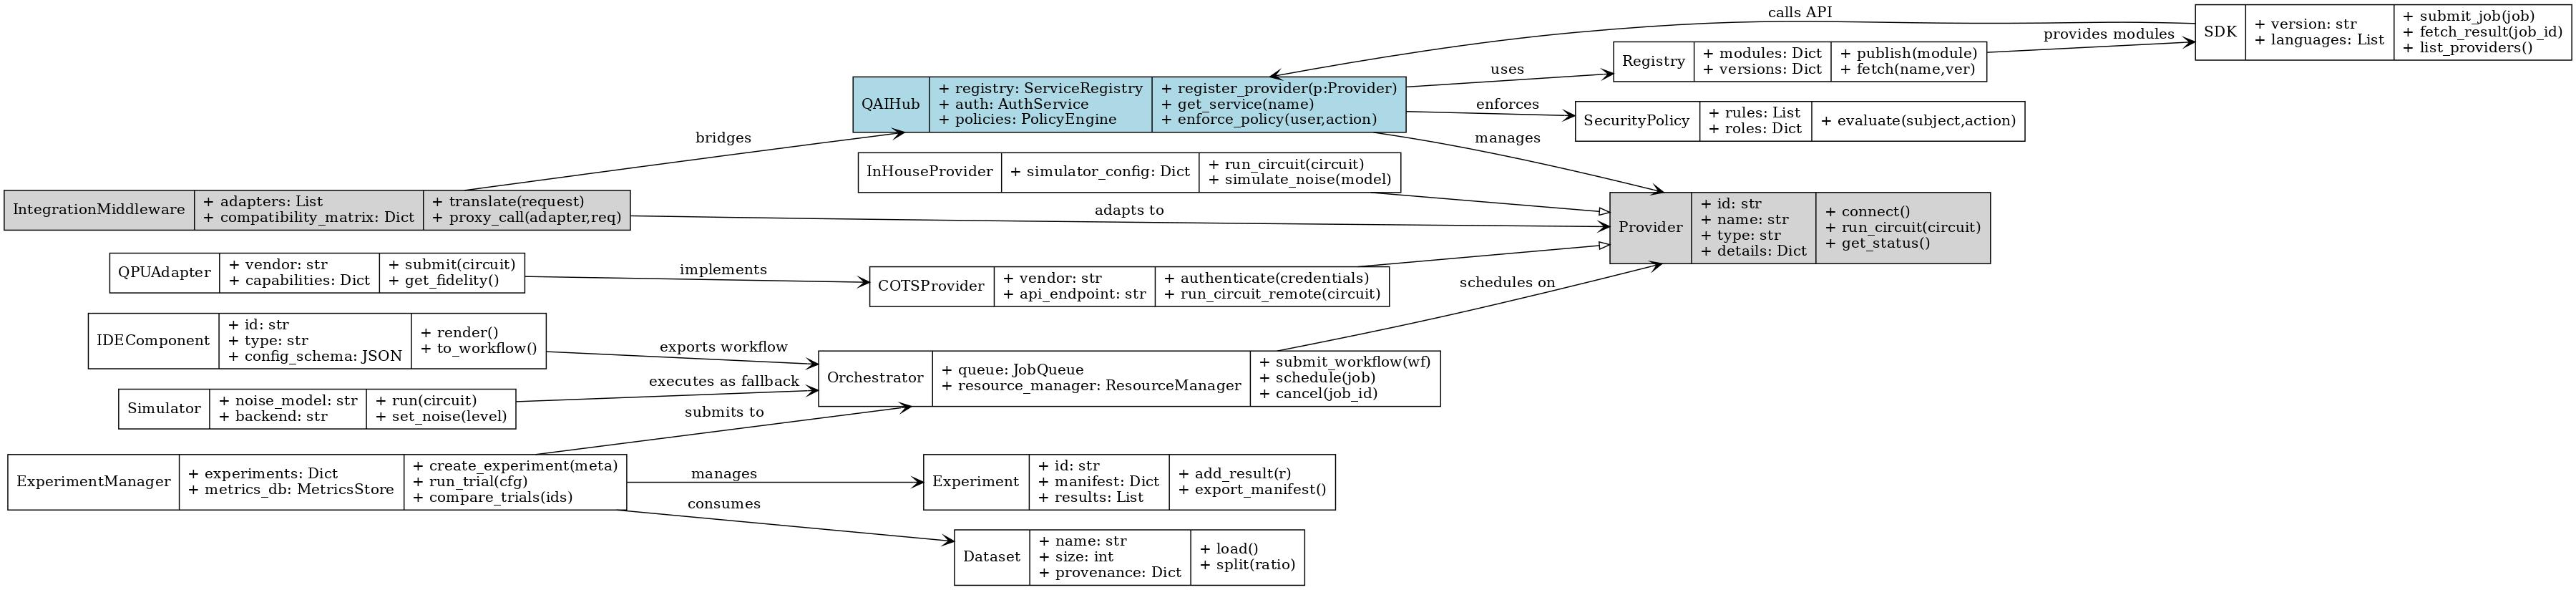 calls API
SDK
+ version: str
+ languages: List
+ submit_job(job)
+ fetch_result(job_id)
+ list_providers()
provides modules
Registry
+ modules: Dict
+ versions: Dict
+ publish(module)
+ fetch(name,ver)
uses
QAIHub
+ registry: ServiceRegistry
+ auth: AuthService
+ policies: PolicyEngine
+ register_provider(p:Provider)
+ get_service(name)
+ enforce_policy(user,action)
enforces
SecurityPolicy
+ rules: List
+ roles: Dict
+ evaluate(subject,action)
bridges
manages
InHouseProvider
+ simulator_config: Dict
+ run_circuit(circuit)
+ simulate_noise(model)
IntegrationMiddleware
+ adapters: List
+ compatibility_matrix: Dict
+ translate(request)
+ proxy_call(adapter,req)
adapts to
Provider
+ id: str
+ name: str
+ type: str
+ details: Dict
+ connect()
+ run_circuit(circuit)
+ get_status()
QPUAdapter
+ vendor: str
+ capabilities: Dict
+ submit(circuit)
+ get_fidelity()
implements
COTSProvider
+ vendor: str
+ api_endpoint: str
+ authenticate(credentials)
+ run_circuit_remote(circuit)
schedules on
IDEComponent
+ id: str
+ type: str
+ config_schema: JSON
+ render()
+ to_workflow()
exports workflow
Orchestrator
+ queue: JobQueue
+ resource_manager: ResourceManager
+ submit_workflow(wf)
+ schedule(job)
+ cancel(job_id)
executes as fallback
Simulator
+ noise_model: str
+ backend: str
+ run(circuit)
+ set_noise(level)
submits to
ExperimentManager
+ experiments: Dict
+ metrics_db: MetricsStore
+ create_experiment(meta)
+ run_trial(cfg)
+ compare_trials(ids)
manages
Experiment
+ id: str
+ manifest: Dict
+ results: List
+ add_result(r)
+ export_manifest()
consumes
Dataset
+ name: str
+ size: int
+ provenance: Dict
+ load()
+ split(ratio)